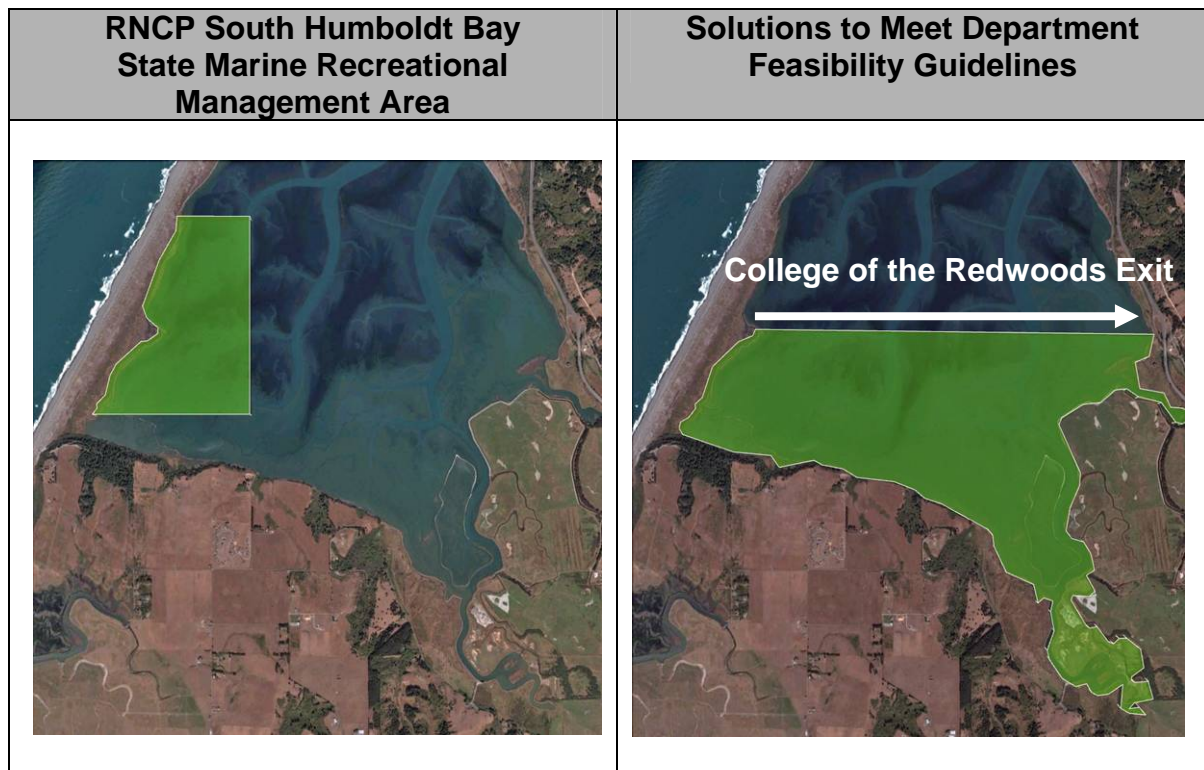 RNCP South Humboldt Bay
State Marine Recreational
Management Area
Solutions to Meet Department
Feasibility Guidelines
College of the Redwoods Exit